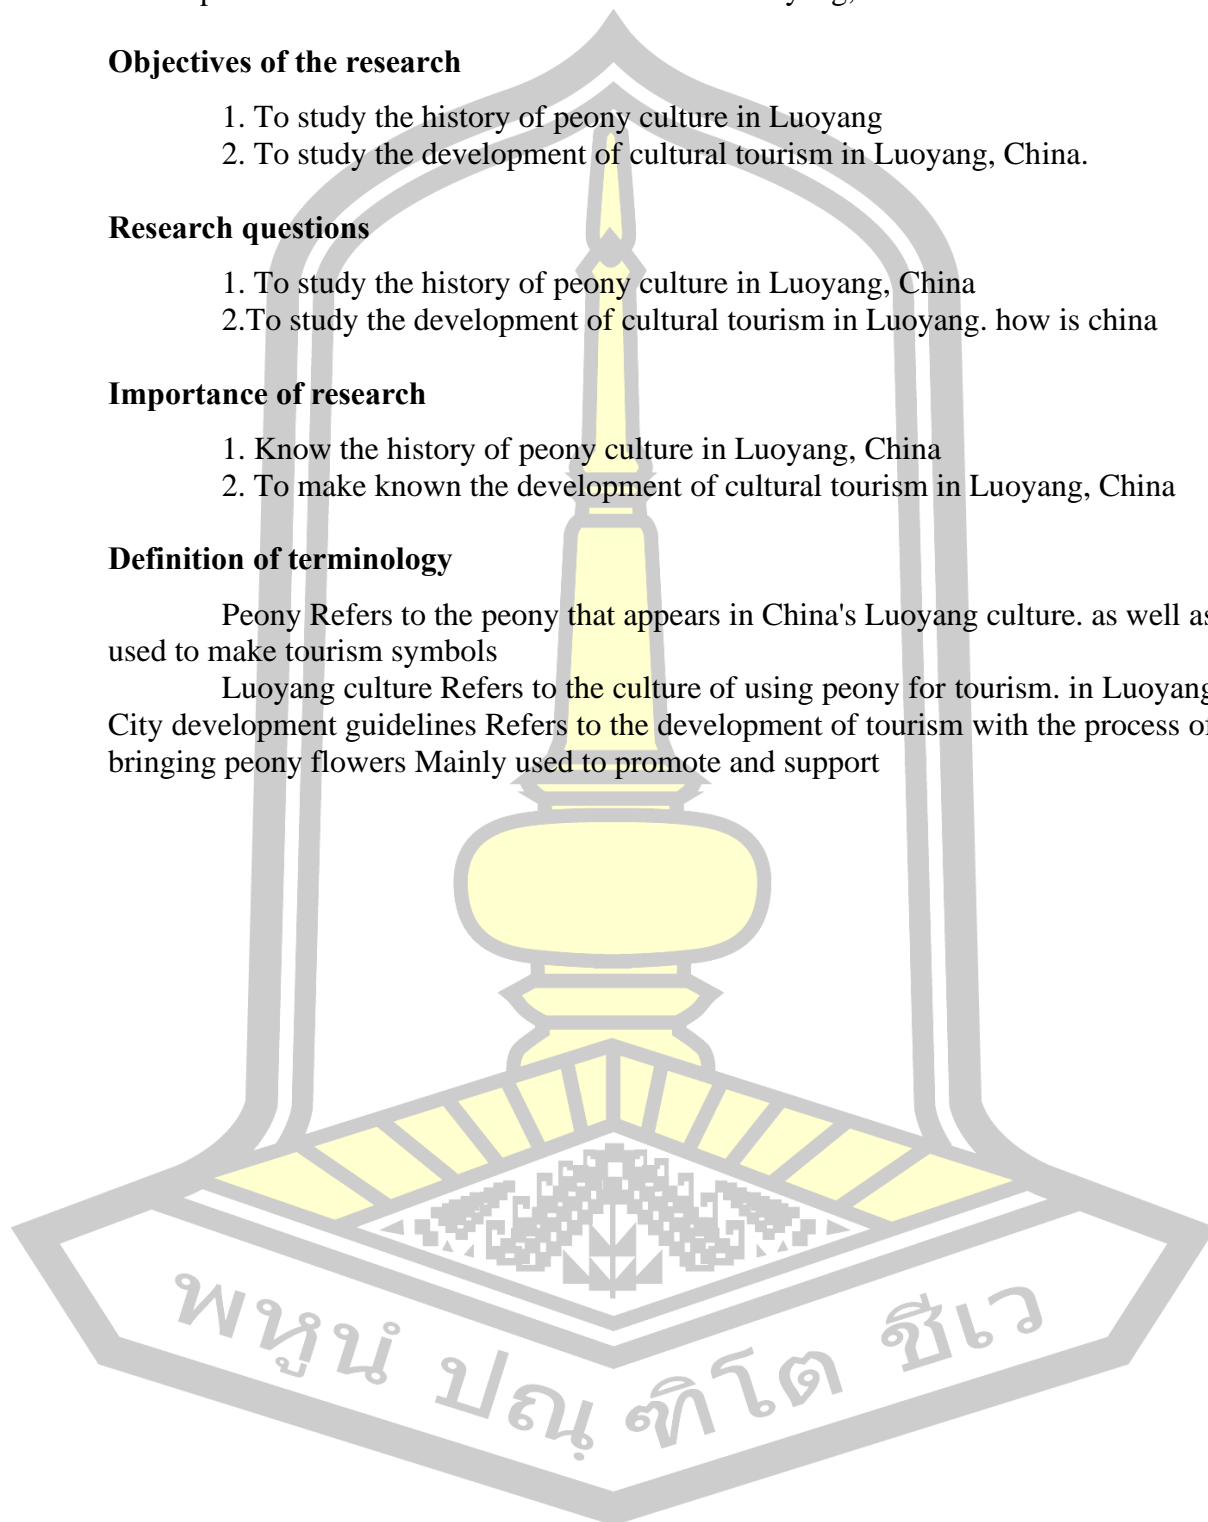 Objectives of the research
1. To study the history of peony culture in Luoyang
2. To study the development of cultural tourism in Luoyang, China.
Research questions
1. To study the history of peony culture in Luoyang, China
2.To study the development of cultural tourism in Luoyang. how is china
Importance of research
1. Know the history of peony culture in Luoyang, China
2. To make known the development of cultural tourism in Luoyang, China
Definition of terminology
Peony Refers to the peony that appears in China's Luoyang culture. as well as
used to make tourism symbols
Luoyang culture Refers to the culture of using peony for tourism. in Luoyang
City development guidelines Refers to the development of tourism with the process of
bringing peony flowers Mainly used to promote and support
พหูนํ ปณฺฑิโต ชีเว